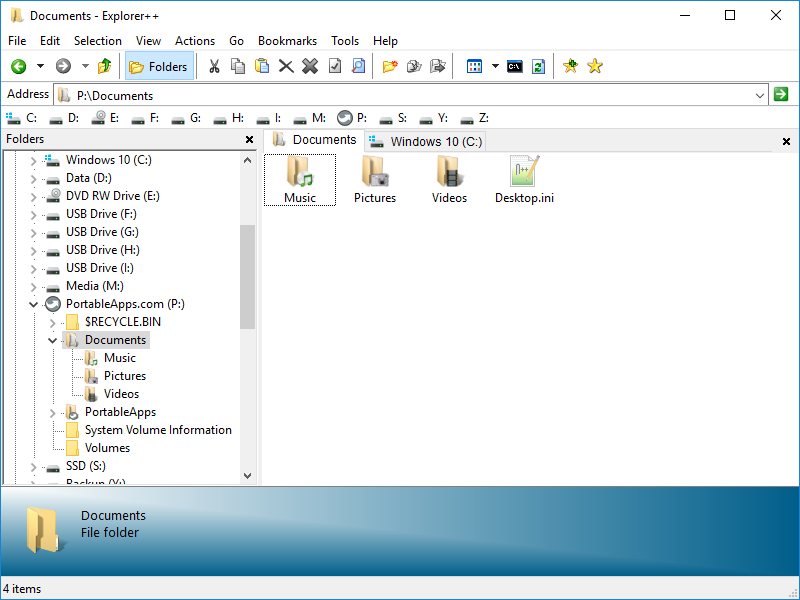 Documents - Explorer++
File Edit Selection View Actions Go Bookmarks Tools Help
Folders
Address P:\Documents
C: D: E: F: G: H: I: M: P: S: Y: Z:
Folders
Windows 10 (C:)
Data (D:)
DVD RW Drive (E:)
USB Drive (F:)
USB Drive (G:)
USB Drive (H:)
USB Drive (I:)
Media (M:)
PortableApps.com (P:)
$RECYCLE.BIN
Documents
Music
Pictures
Videos
PortableApps
System Volume Information
Volumes
SSD (S:)
Backup (Y:)
Documents Windows 10 (C:)
Music Pictures Videos Desktop.ini
Documents
File folder
4 items